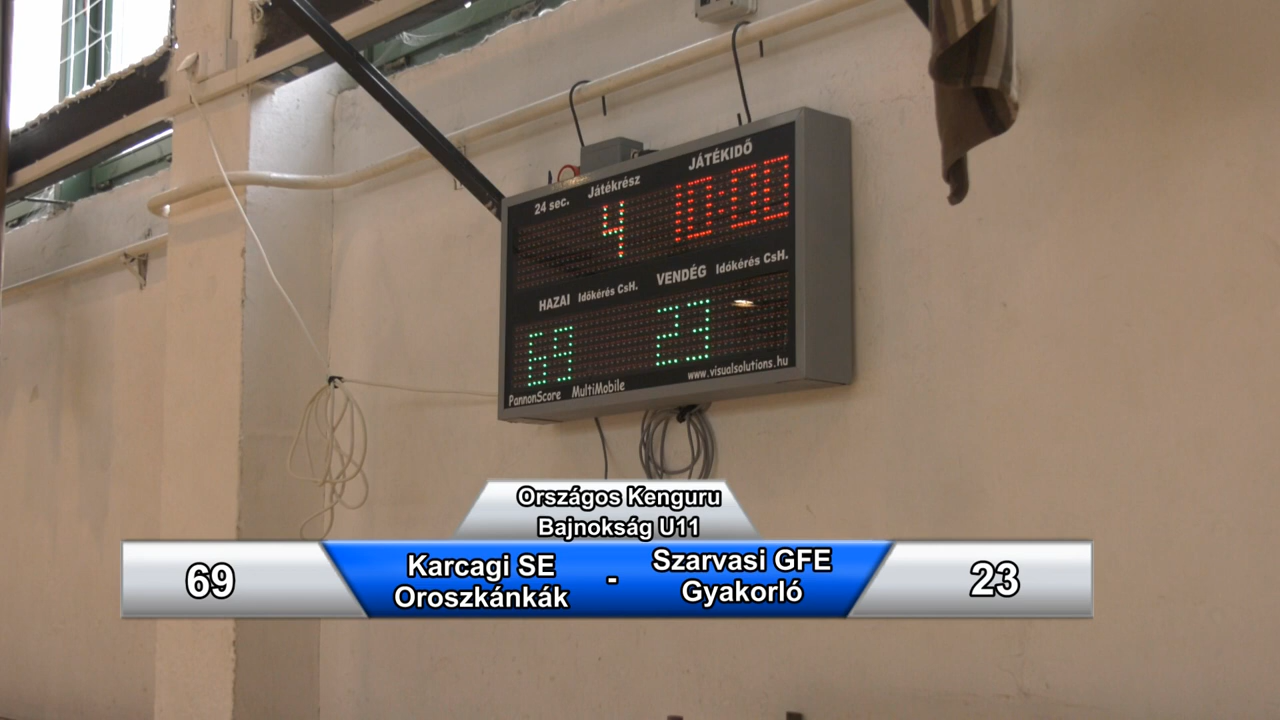 24 sec. Játékrész JÁTÉKIDŐ
4 10:00
HAZAI Időkérés CsH. VENDÉG Időkérés CsH.
69 23
PannonScore MultiMobile www.visualsolutions.hu
Országos Kenguru
Bajnokság U11
69 Karcagi SE - Szarvasi GFE 23
Oroszkánkák Gyakorló